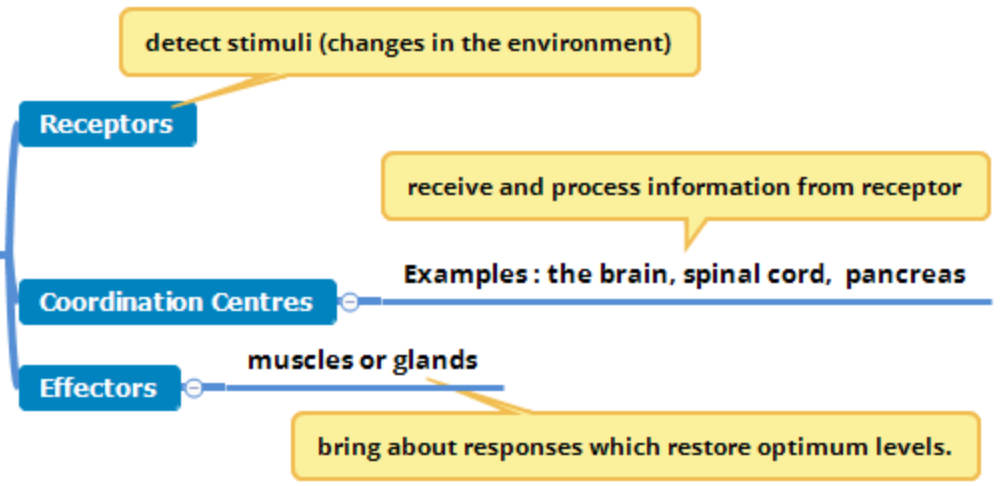 detect stimuli (changes in the environment)
Receptors
receive and process information from receptor
Examples : the brain, spinal cord, pancreas
Coordination Centres
muscles or glands
Effectors
bring about responses which restore optimum levels.